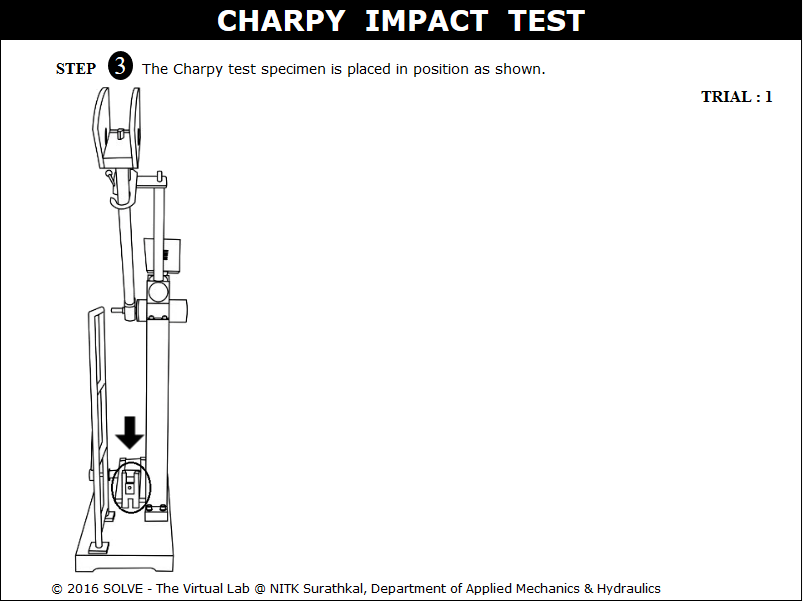 CHARPY IMPACT TEST
STEP 3 The Charpy test specimen is placed in position as shown.
TRIAL : 1
© 2016 SOLVE - The Virtual Lab @ NITK Surathkal, Department of Applied Mechanics & Hydraulics